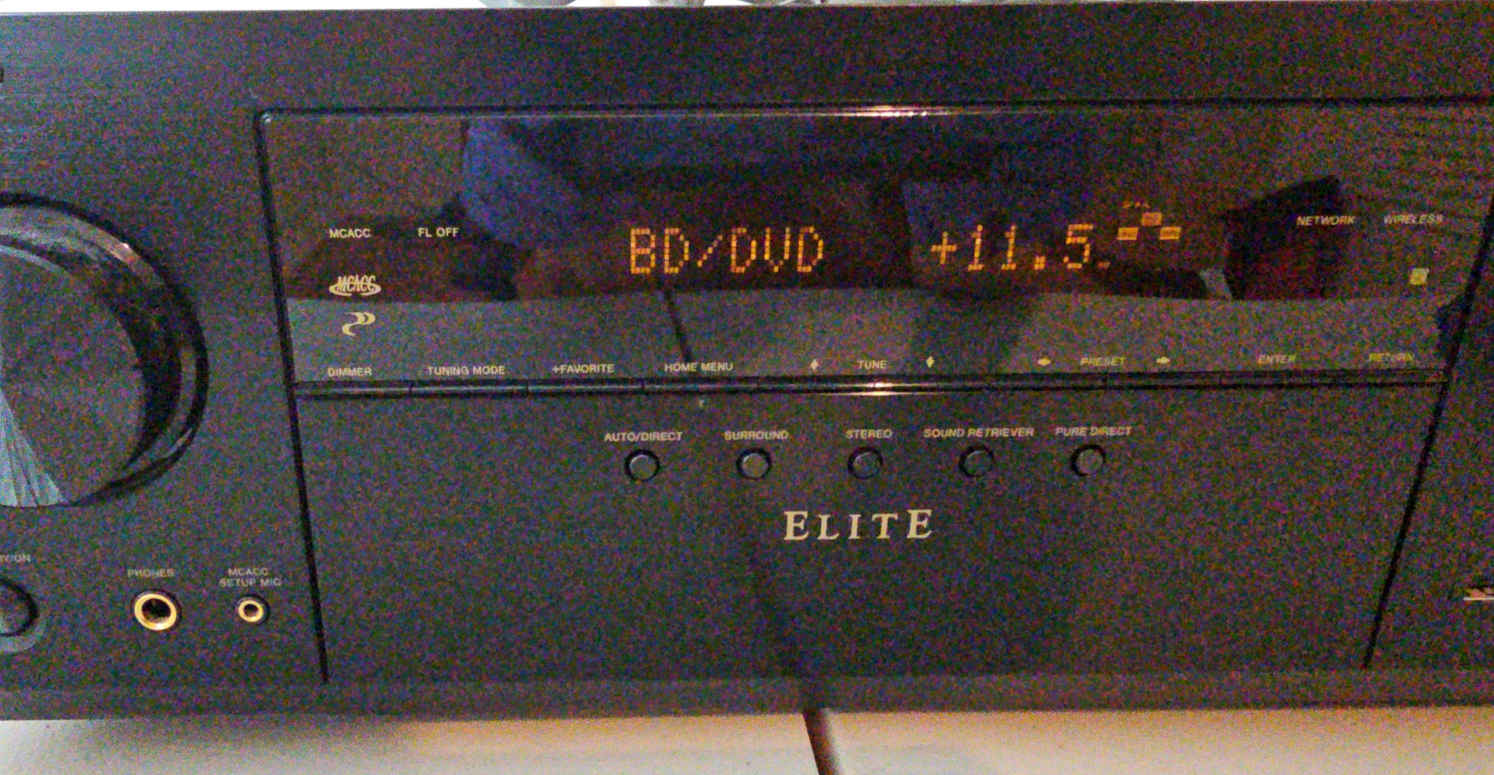 MCACC FL OFF
BD/DVD +11.5
NETWORK WIRELESS
MCACC
DIMMER TUNING MODE +FAVORITE HOME MENU TUNE PRESET ENTER RETURN
AUTO/DIRECT SURROUND STEREO SOUND RETRIEVER PURE DIRECT
ELITE
PHONES
MCACC
SETUP MIC